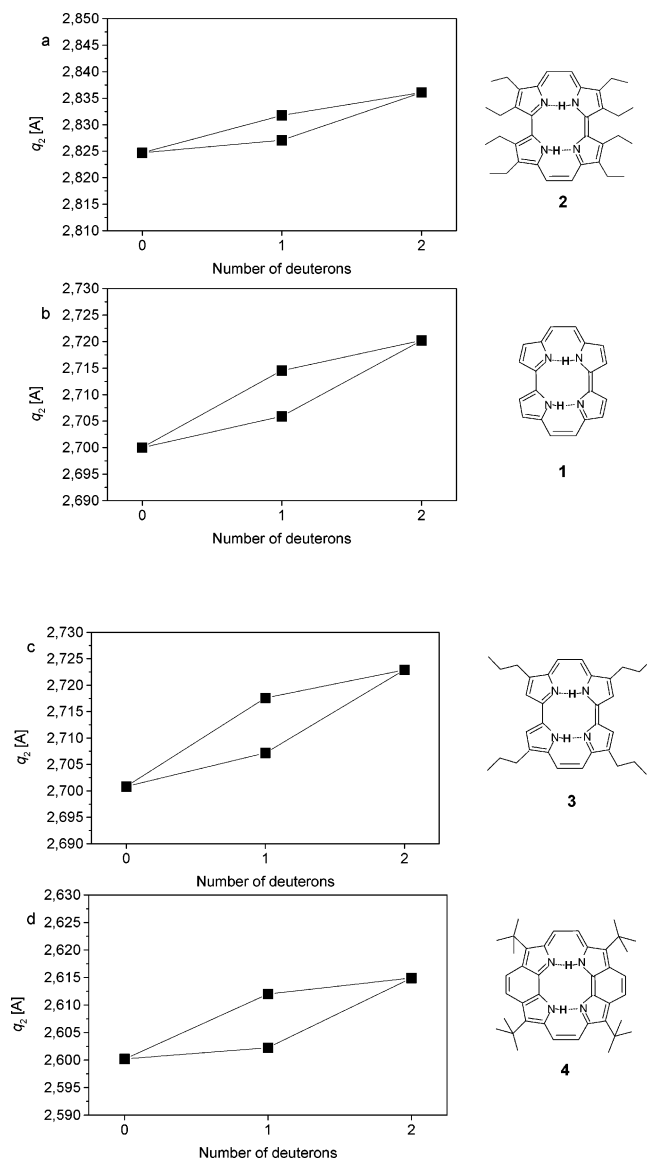 a
2,850
2,845
2,840
2,835
2,830
2,825
2,820
2,815
2,810
q2 [A]
0 1 2
Number of deuterons
N H N
N H N
2
b
2,730
2,725
2,720
2,715
2,710
2,705
2,700
2,695
2,690
q2 [A]
0 1 2
Number of deuterons
N H N
N H N
1
c
2,730
2,725
2,720
2,715
2,710
2,705
2,700
2,695
2,690
q2 [A]
0 1 2
Number of deuterons
N H N
N H N
3
d
2,630
2,625
2,620
2,615
2,610
2,605
2,600
2,595
2,590
q2 [A]
0 1 2
Number of deuterons
N H N
N H N
4